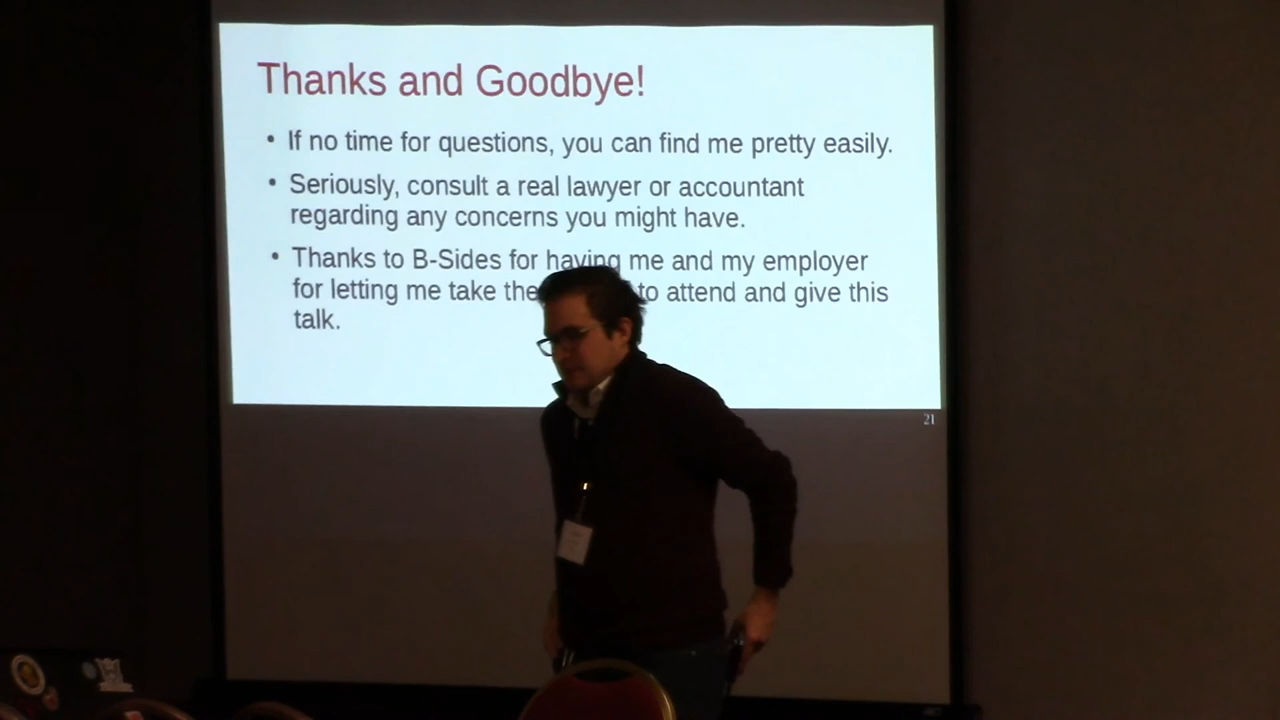 Thanks and Goodbye!
• If no time for questions, you can find me pretty easily.
• Seriously, consult a real lawyer or accountant
regarding any concerns you might have.
• Thanks to B-Sides for having me and my employer
for letting me take the to attend and give this
talk.
21